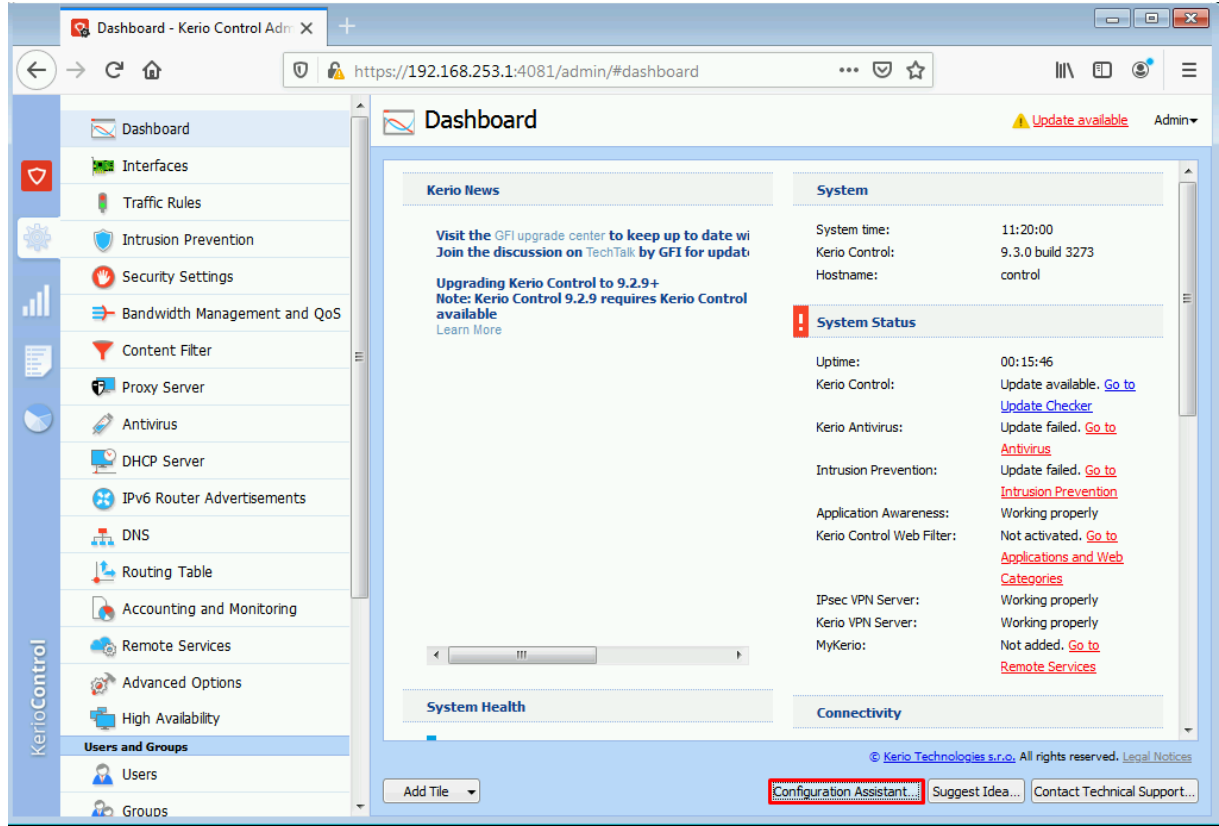 Dashboard - Kerio Control Adm
https://192.168.253.1:4081/admin/#dashboard
KerioControl
Dashboard
Interfaces
Traffic Rules
Intrusion Prevention
Security Settings
Bandwidth Management and QoS
Content Filter
Proxy Server
Antivirus
DHCP Server
IPv6 Router Advertisements
DNS
Routing Table
Accounting and Monitoring
Remote Services
Advanced Options
High Availability
Users and Groups
Users
Groups
Dashboard
Update available
Admin
Kerio News
Visit the GFI upgrade center to keep up to date wi
Join the discussion on TechTalk by GFI for update
Upgrading Kerio Control to 9.2.9+
Note: Kerio Control 9.2.9 requires Kerio Control
available
Learn More
System Health
System
System time: 11:20:00
Kerio Control: 9.3.0 build 3273
Hostname: control
System Status
Uptime: 00:15:46
Kerio Control: Update available. Go to
Update Checker
Kerio Antivirus: Update failed. Go to
Antivirus
Intrusion Prevention: Update failed. Go to
Intrusion Prevention
Application Awareness: Working properly
Kerio Control Web Filter: Not activated. Go to
Applications and Web
Categories
IPsec VPN Server: Working properly
Kerio VPN Server: Working properly
MyKerio: Not added. Go to
Remote Services
Connectivity
© Kerio Technologies s.r.o. All rights reserved. Legal Notices
Add Tile
Configuration Assistant...
Suggest Idea...
Contact Technical Support...